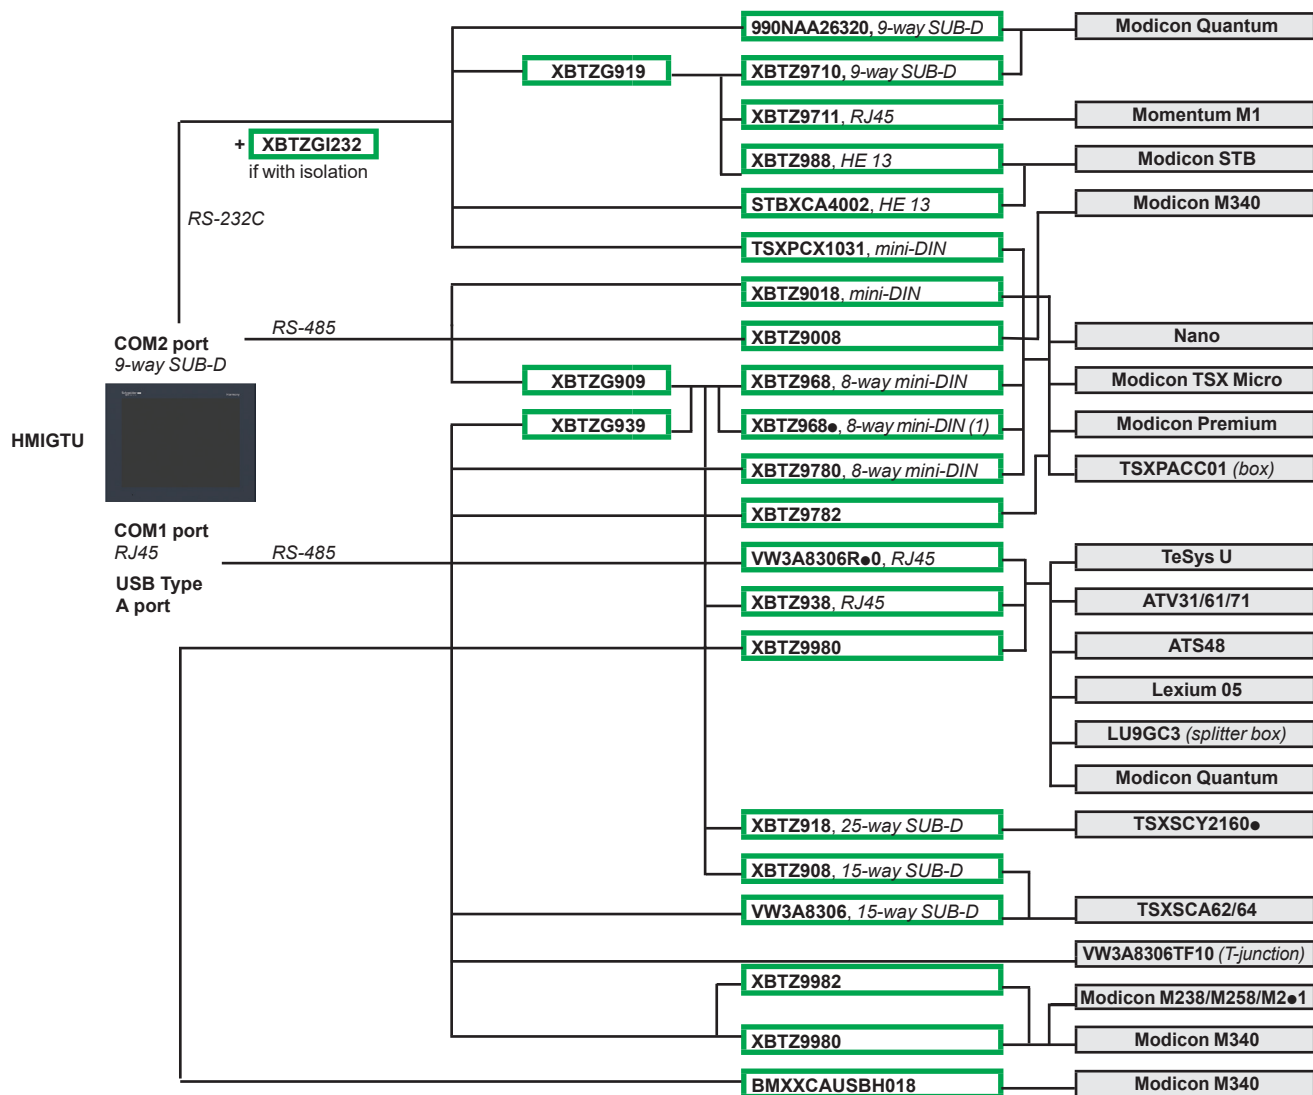 990NAA26320, 9-way SUB-D
Modicon Quantum
XBTZG919
XBTZ9710, 9-way SUB-D
XBTZ9711, RJ45
Momentum M1
+ XBTZGI232
if with isolation
XBTZ988, HE 13
Modicon STB
RS-232C
STBXCA4002, HE 13
Modicon M340
TSXPCX1031, mini-DIN
XBTZ9018, mini-DIN
RS-485
COM2 port
9-way SUB-D
XBTZ9008
Nano
XBTZG909
XBTZ968, 8-way mini-DIN
Modicon TSX Micro
XBTZG939
XBTZ968●, 8-way mini-DIN (1)
Modicon Premium
HMIGTU
XBTZ9780, 8-way mini-DIN
TSXPACC01 (box)
XBTZ9782
COM1 port
RJ45
RS-485
VW3A8306R●0, RJ45
TeSys U
USB Type
A port
XBTZ938, RJ45
ATV31/61/71
XBTZ9980
ATS48
Lexium 05
LU9GC3 (splitter box)
Modicon Quantum
XBTZ918, 25-way SUB-D
TSXSCY2160●
XBTZ908, 15-way SUB-D
VW3A8306, 15-way SUB-D
TSXSCA62/64
VW3A8306TF10 (T-junction)
XBTZ9982
Modicon M238/M258/M2●1
XBTZ9980
Modicon M340
BMXXCAUSBH018
Modicon M340